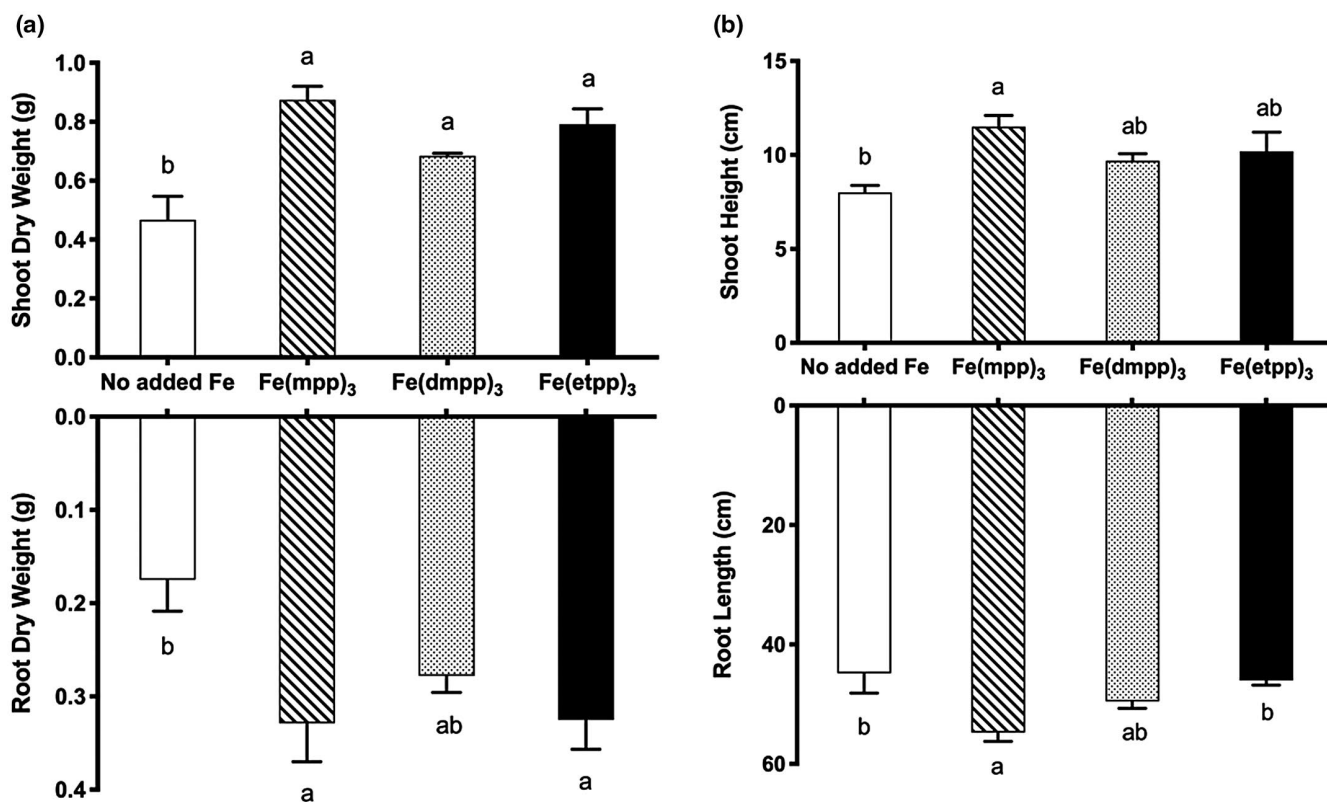 (a)
Shoot Dry Weight (g)
1.0
0.8
0.6
0.4
0.2
0.0
b
a
a
a
No added Fe
Fe(mpp)₃
Fe(dmpp)₃
Fe(etpp)₃
Root Dry Weight (g)
0.0
0.1
0.2
0.3
0.4
b
a
ab
a
(b)
Shoot Height (cm)
15
10
5
0
b
a
ab
ab
No added Fe
Fe(mpp)₃
Fe(dmpp)₃
Fe(etpp)₃
Root Length (cm)
0
20
40
60
b
a
ab
b